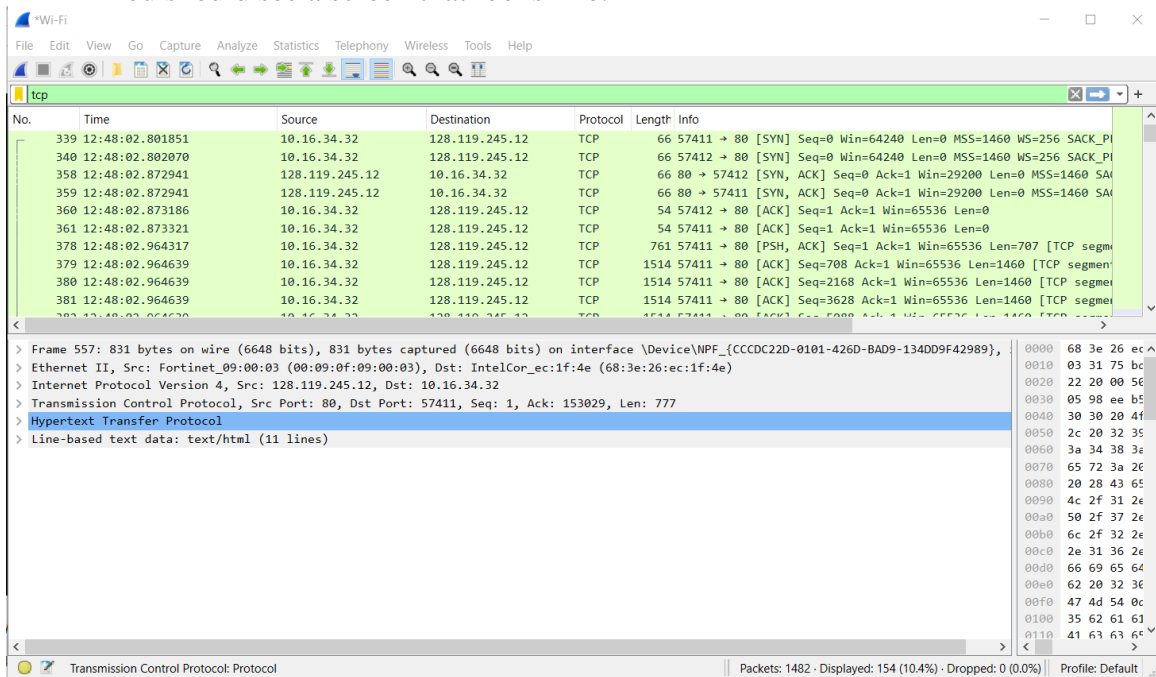 *Wi-Fi
File Edit View Go Capture Analyze Statistics Telephony Wireless Tools Help
tcp
No. Time Source Destination Protocol Length Info
339 12:48:02.801851 10.16.34.32 128.119.245.12 TCP 66 57411 → 80 [SYN] Seq=0 Win=64240 Len=0 MSS=1460 WS=256 SACK_P
340 12:48:02.802070 10.16.34.32 128.119.245.12 TCP 66 57412 → 80 [SYN] Seq=0 Win=64240 Len=0 MSS=1460 WS=256 SACK_P
358 12:48:02.872941 128.119.245.12 10.16.34.32 TCP 66 80 → 57412 [SYN, ACK] Seq=0 Ack=1 Win=29200 Len=0 MSS=1460 SA
359 12:48:02.872941 128.119.245.12 10.16.34.32 TCP 66 80 → 57411 [SYN, ACK] Seq=0 Ack=1 Win=29200 Len=0 MSS=1460 SA
360 12:48:02.873186 10.16.34.32 128.119.245.12 TCP 54 57412 → 80 [ACK] Seq=1 Ack=1 Win=65536 Len=0
361 12:48:02.873321 10.16.34.32 128.119.245.12 TCP 54 57411 → 80 [ACK] Seq=1 Ack=1 Win=65536 Len=0
378 12:48:02.964317 10.16.34.32 128.119.245.12 TCP 761 57411 → 80 [PSH, ACK] Seq=1 Ack=1 Win=65536 Len=707 [TCP segm
379 12:48:02.964639 10.16.34.32 128.119.245.12 TCP 1514 57411 → 80 [ACK] Seq=708 Ack=1 Win=65536 Len=1460 [TCP segmen
380 12:48:02.964639 10.16.34.32 128.119.245.12 TCP 1514 57411 → 80 [ACK] Seq=2168 Ack=1 Win=65536 Len=1460 [TCP segme
381 12:48:02.964639 10.16.34.32 128.119.245.12 TCP 1514 57411 → 80 [ACK] Seq=3628 Ack=1 Win=65536 Len=1460 [TCP segme
> Frame 557: 831 bytes on wire (6648 bits), 831 bytes captured (6648 bits) on interface \Device\NPF_{CCCDC22D-0101-426D-BAD9-134DD9F42989},
> Ethernet II, Src: Fortinet_09:00:03 (00:09:0f:09:00:03), Dst: IntelCor_ec:1f:4e (68:3e:26:ec:1f:4e)
> Internet Protocol Version 4, Src: 128.119.245.12, Dst: 10.16.34.32
> Transmission Control Protocol, Src Port: 80, Dst Port: 57411, Seq: 1, Ack: 153029, Len: 777
> Hypertext Transfer Protocol
> Line-based text data: text/html (11 lines)
0000 68 3e 26 ec
0010 03 31 75 bc
0020 22 20 00 50
0030 05 98 ee b5
0040 30 30 20 4f
0050 2c 20 32 39
0060 3a 34 38 3a
0070 65 72 3a 20
0080 20 28 43 65
0090 4c 2f 31 2e
00a0 50 2f 37 2e
00b0 6c 2f 32 2e
00c0 2e 31 36 2e
00d0 66 69 65 64
00e0 62 20 32 30
00f0 47 4d 54 0d
0100 35 62 61 61
0110 41 63 63 65
Transmission Control Protocol: Protocol
Packets: 1482 · Displayed: 154 (10.4%) · Dropped: 0 (0.0%)
Profile: Default